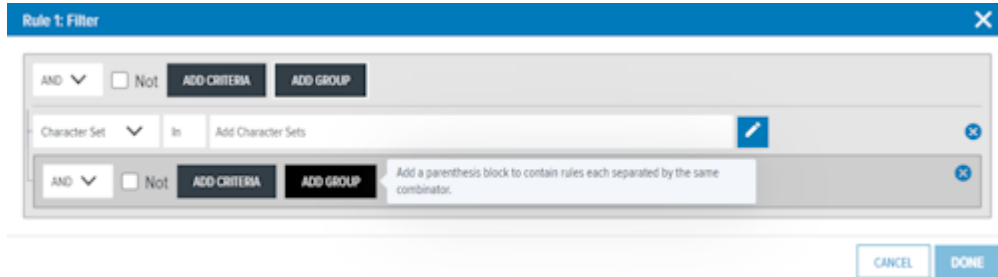 Rule 1: Filter
AND Not ADD CRITERIA ADD GROUP
Character Set In Add Character Sets
AND Not ADD CRITERIA ADD GROUP
Add a parenthesis block to contain rules each separated by the same
combinator.
CANCEL DONE